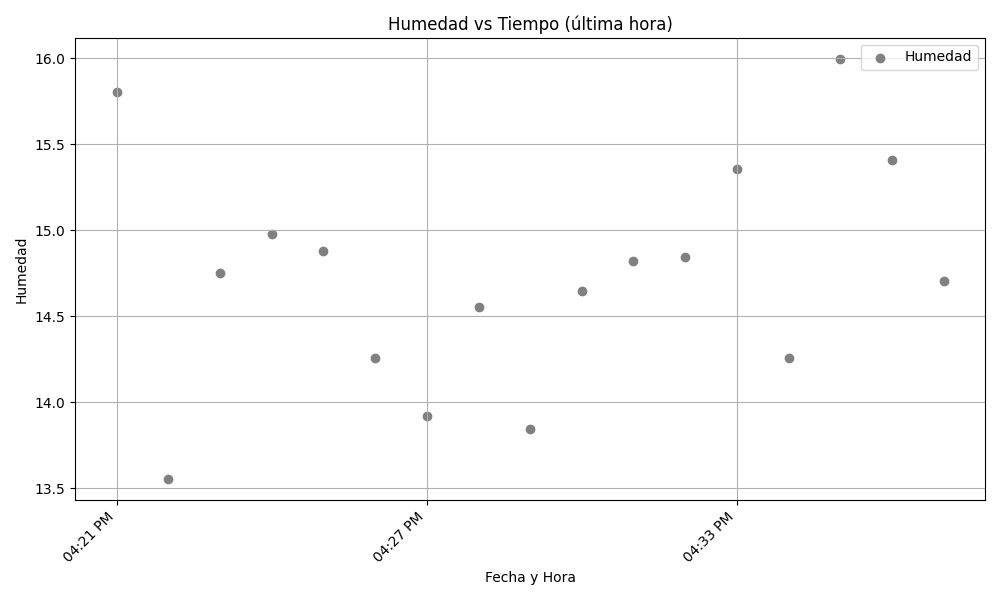 Humedad vs Tiempo (última hora)
Humedad
16.0
15.5
15.0
14.5
14.0
13.5
Humedad
04:21 PM
04:27 PM
04:33 PM
Fecha y Hora